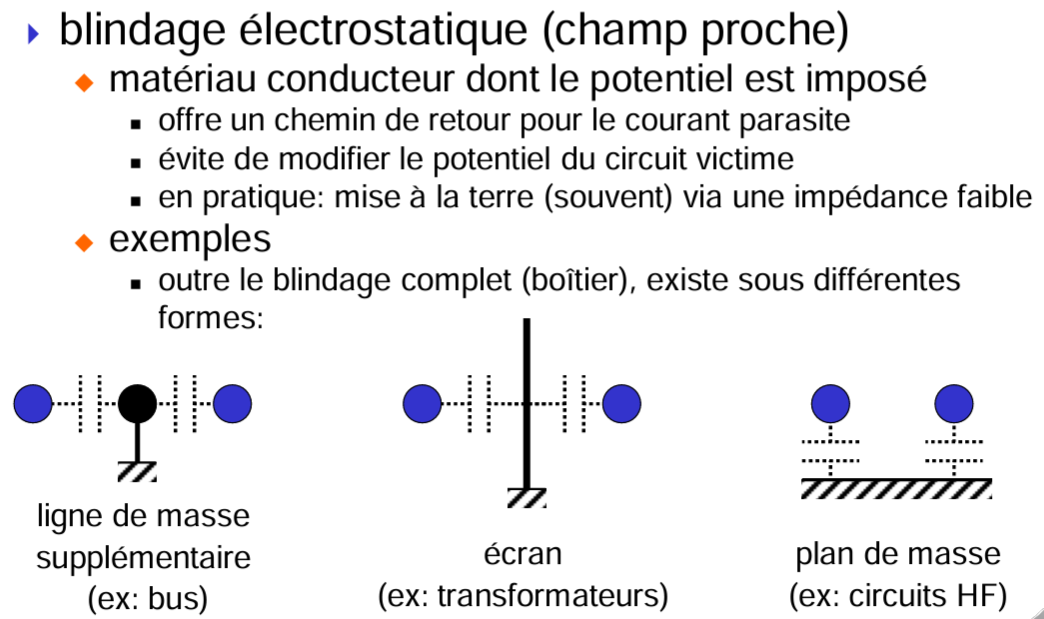 blindage électrostatique (champ proche)
matériau conducteur dont le potentiel est imposé
offre un chemin de retour pour le courant parasite
évite de modifier le potentiel du circuit victime
en pratique: mise à la terre (souvent) via une impédance faible
exemples
outre le blindage complet (boîtier), existe sous différentes
formes:
ligne de masse
supplémentaire
(ex: bus)
écran
(ex: transformateurs)
plan de masse
(ex: circuits HF)